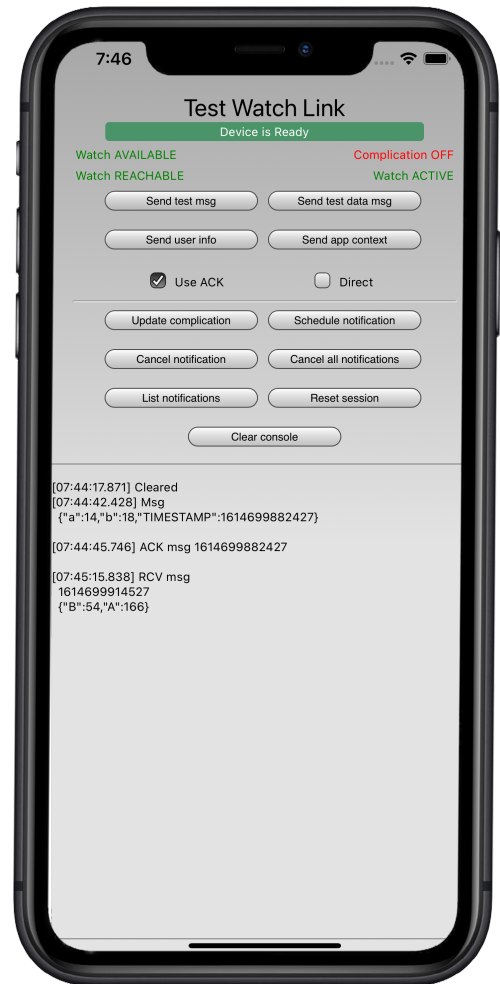 7:46
Test Watch Link
Device is Ready
Watch AVAILABLE Complication OFF
Watch REACHABLE Watch ACTIVE
Send test msg Send test data msg
Send user info Send app context
Use ACK Direct
Update complication Schedule notification
Cancel notification Cancel all notifications
List notifications Reset session
Clear console
[07:44:17.871] Cleared
[07:44:42.428] Msg
{"a":14,"b":18,"TIMESTAMP":1614699882427}
[07:44:45.746] ACK msg 1614699882427
[07:45:15.838] RCV msg
1614699914527
{"B":54,"A":166}